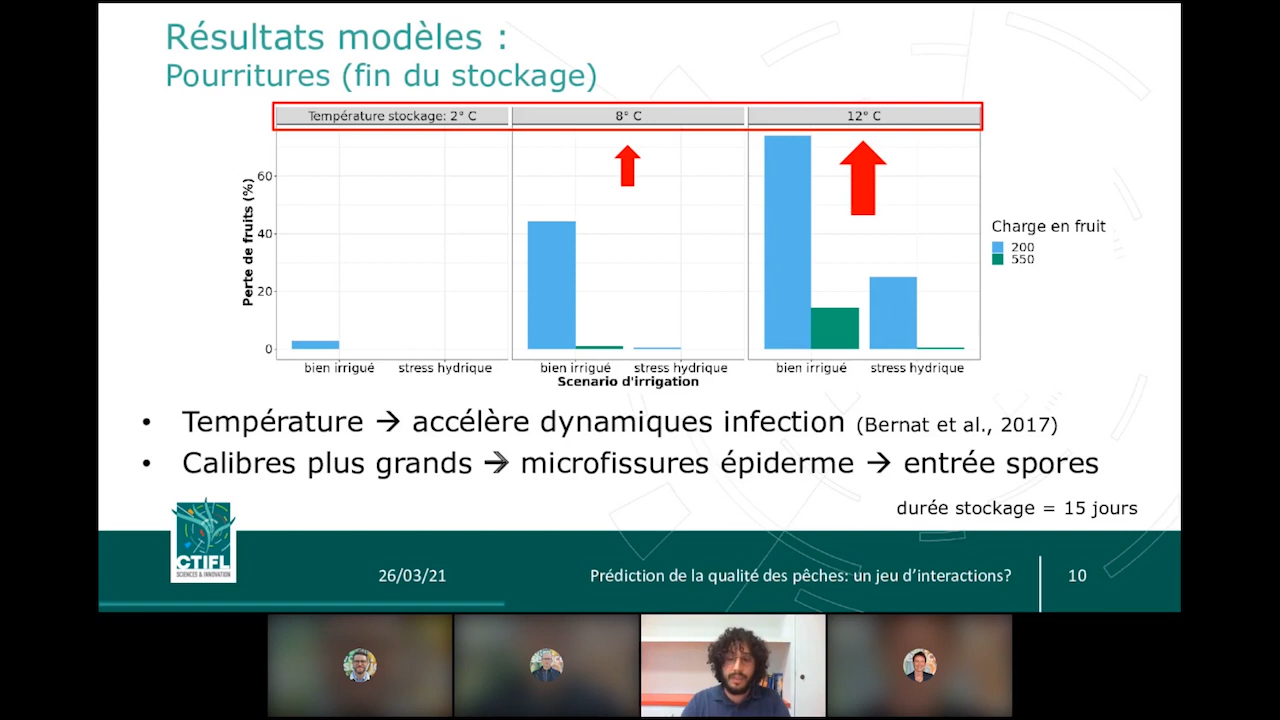 Résultats modèles :
Pourritures (fin du stockage)
Température stockage: 2° C
8° C
12° C
Perte de fruits (%)
60
40
20
0
bien irrigué
stress hydrique
bien irrigué
stress hydrique
bien irrigué
stress hydrique
Scenario d'irrigation
Charge en fruit
200
550
• Température → accélère dynamiques infection (Bernat et al., 2017)
• Calibres plus grands → microfissures épiderme → entrée spores
durée stockage = 15 jours
CTIFL
SCIENCES & INNOVATION
26/03/21
Prédiction de la qualité des pêches: un jeu d’interactions?
10